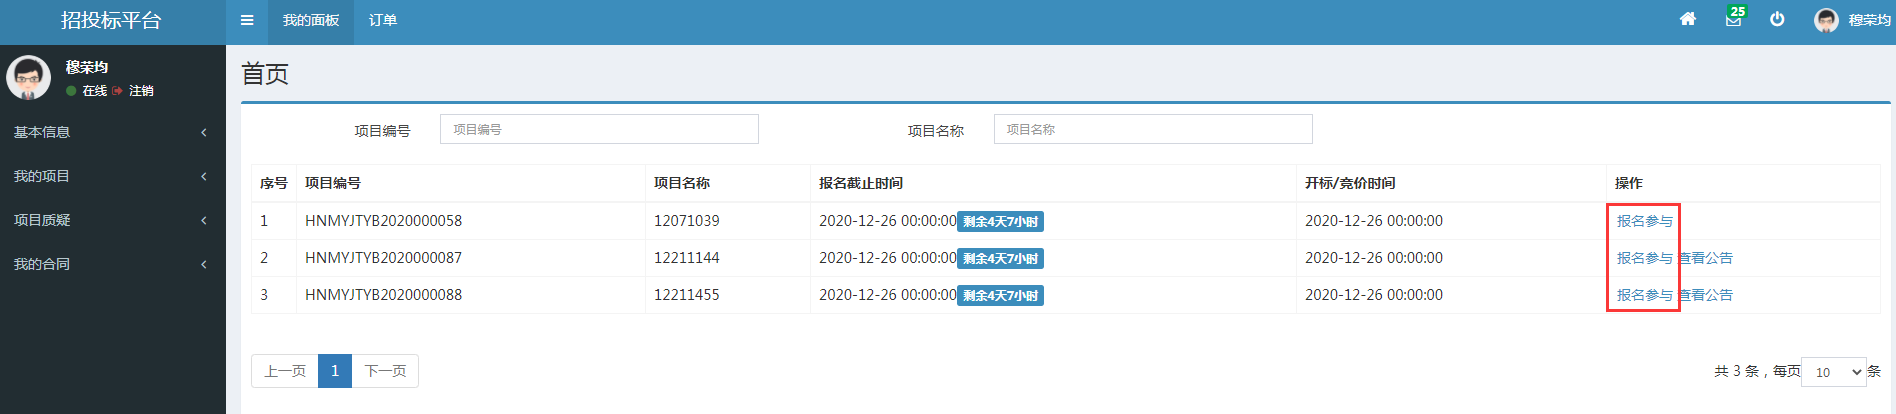 招投标平台 我的面板 订单 25 穆荣均
穆荣均
在线 注销
基本信息
我的项目
项目质疑
我的合同
首页
项目编号 项目编号 项目名称 项目名称
序号 项目编号 项目名称 报名截止时间 开标/竞价时间 操作
1 HNMYJTYB2020000058 12071039 2020-12-26 00:00:00 剩余4天7小时 2020-12-26 00:00:00 报名参与
2 HNMYJTYB2020000087 12211144 2020-12-26 00:00:00 剩余4天7小时 2020-12-26 00:00:00 报名参与 查看公告
3 HNMYJTYB2020000088 12211455 2020-12-26 00:00:00 剩余4天7小时 2020-12-26 00:00:00 报名参与 查看公告
上一页 1 下一页 共 3 条，每页 10 条